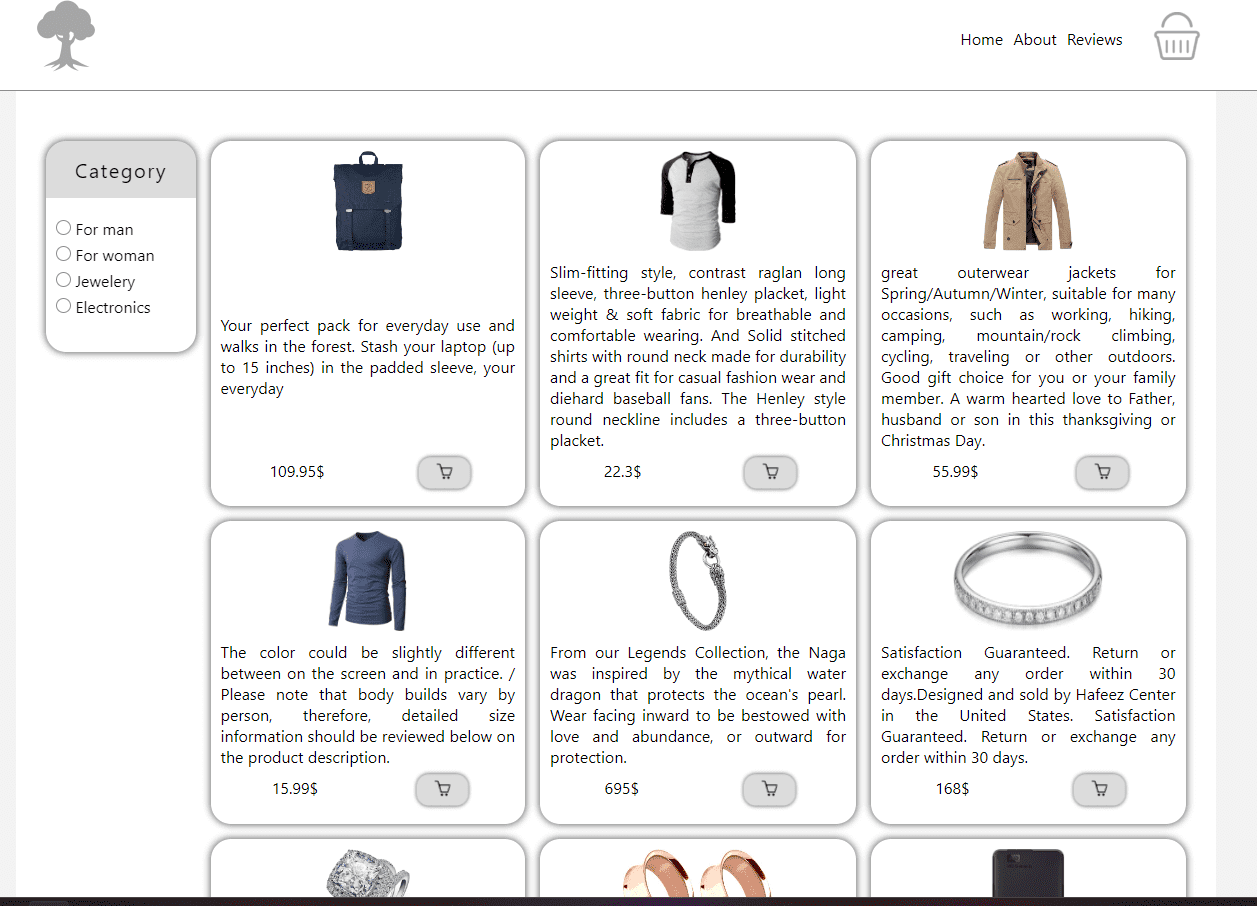 Home About Reviews
Category
For man
For woman
Jewelery
Electronics
Your perfect pack for everyday use and
walks in the forest. Stash your laptop (up
to 15 inches) in the padded sleeve, your
everyday
109.95$
Slim-fitting style, contrast raglan long
sleeve, three-button henley placket, light
weight & soft fabric for breathable and
comfortable wearing. And Solid stitched
shirts with round neck made for durability
and a great fit for casual fashion wear and
diehard baseball fans. The Henley style
round neckline includes a three-button
placket.
22.3$
great outerwear jackets for
Spring/Autumn/Winter, suitable for many
occasions, such as working, hiking,
camping, mountain/rock climbing,
cycling, traveling or other outdoors.
Good gift choice for you or your family
member. A warm hearted love to Father,
husband or son in this thanksgiving or
Christmas Day.
55.99$
The color could be slightly different
between on the screen and in practice. /
Please note that body builds vary by
person, therefore, detailed size
information should be reviewed below on
the product description.
15.99$
From our Legends Collection, the Naga
was inspired by the mythical water
dragon that protects the ocean's pearl.
Wear facing inward to be bestowed with
love and abundance, or outward for
protection.
695$
Satisfaction Guaranteed. Return or
exchange any order within 30
days.Designed and sold by Hafeez Center
in the United States. Satisfaction
Guaranteed. Return or exchange any
order within 30 days.
168$